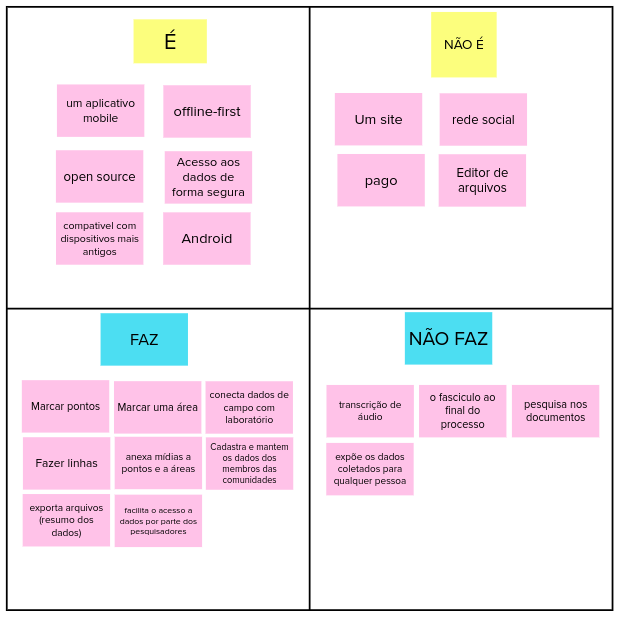 É
um aplicativo
mobile
offline-first
open source
Acesso aos
dados de
forma segura
compativel com
dispositivos mais
antigos
Android
NÃO É
Um site
rede social
pago
Editor de
arquivos
FAZ
Marcar pontos
Marcar uma área
conecta dados de
campo com
laboratório
Fazer linhas
anexa mídias a
pontos e a áreas
Cadastra e mantem
os dados dos
membros das
comunidades
exporta arquivos
(resumo dos
dados)
facilita o acesso a
dados por parte dos
pesquisadores
NÃO FAZ
transcrição de
áudio
o fasciculo ao
final do
processo
pesquisa nos
documentos
expõe os dados
coletados para
qualquer pessoa